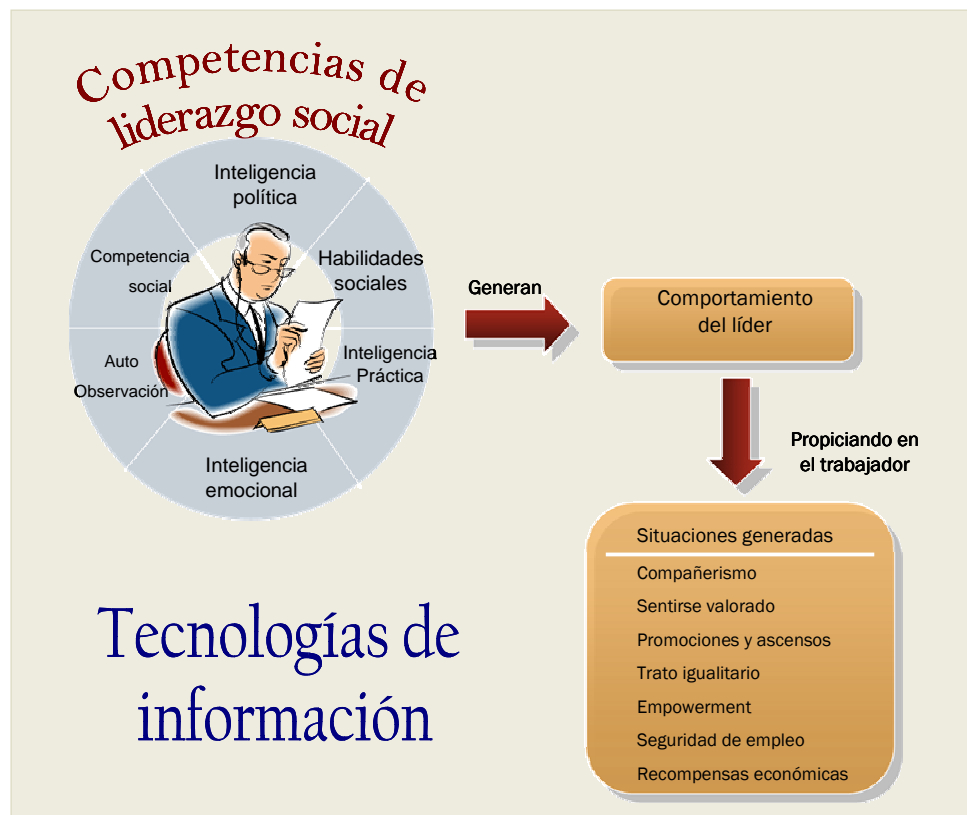 Competencias de
liderazgo social
Inteligencia
política
Habilidades
sociales
Inteligencia
Práctica
Inteligencia
emocional
Auto
Observación
Competencia
social
Generan
Comportamiento
del líder
Propiciando en
el trabajador
Situaciones generadas
Compañerismo
Sentirse valorado
Promociones y ascensos
Trato igualitario
Empowerment
Seguridad de empleo
Recompensas económicas
Tecnologías de
información